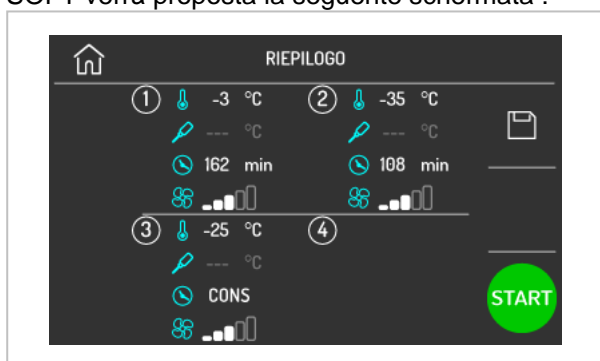 SOFT verrà proposta la seguente schermata :
RIEPILOGO
1 -3 °C
--- °C
162 min
2 -35 °C
--- °C
108 min
3 -25 °C
--- °C
CONS
4
START